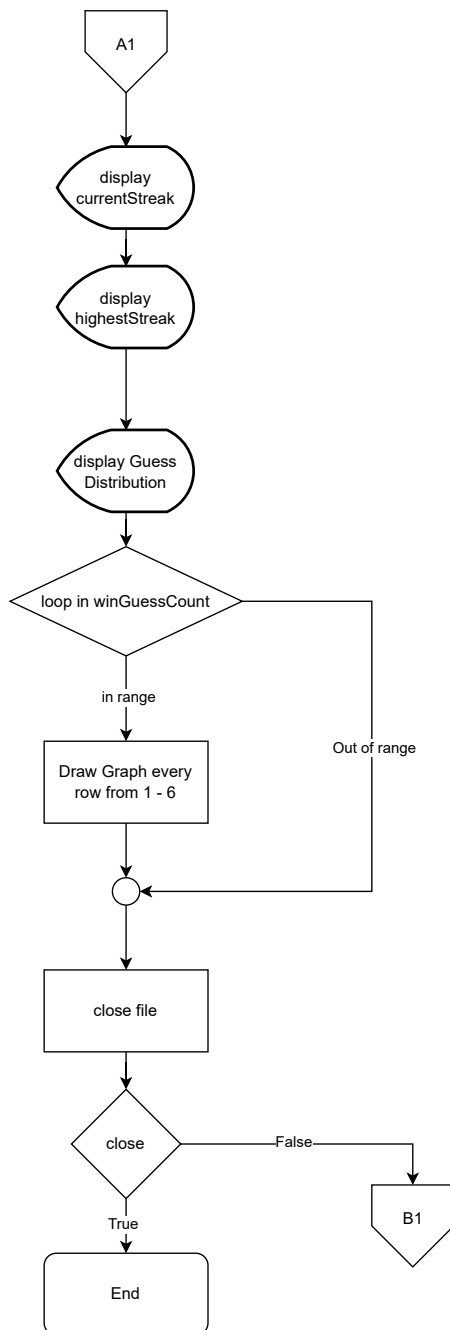 A1
display
currentStreak
display
highestStreak
display Guess
Distribution
loop in winGuessCount
in range
Out of range
Draw Graph every
row from 1 - 6
close file
close
False
True
B1
End